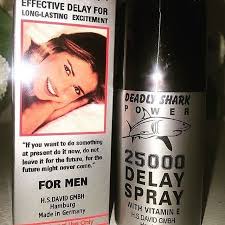 EFFECTIVE DELAY FOR
LONG-LASTING EXCITEMENT
"If you want to do something
at present do it now, do not
leave it for the future, for the
future might never come."
FOR MEN
H.S. DAVID GMBH
Hamburg
Made in Germany
Use Only
DEADLY SHARK
POWER
25000
DELAY
SPRAY
WITH VITAMIN E
H.S. DAVID GMBH